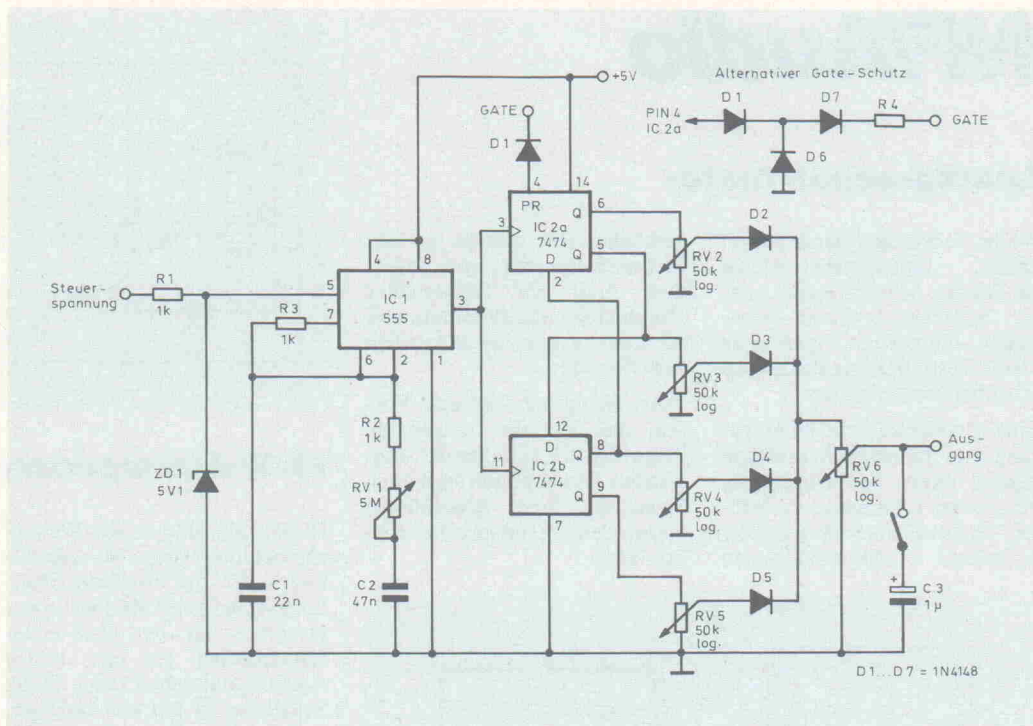 +5V
Alternativer Gate-Schutz
GATE
D1
D1
D7
R4
PIN 4
IC 2a
GATE
D6
4
14
PR
Q
6
3
IC 2a
7474
Q
5
D
2
D2
RV 2
50k
log.
4
8
Steuer-
spannung
R1
1k
5
R3
1k
7
IC 1
555
3
6
2
1
D3
RV 3
50k
log.
12
D
Q
8
11
IC 2b
7474
Q
9
7
R2
1k
RV 1
5M
ZD 1
5V1
D4
RV 4
50k
log.
RV 6
50k
log.
Aus-
gang
C1
22n
C2
47n
D5
RV 5
50k
log.
+
C 3
1µ
D1...D7 = 1N4148